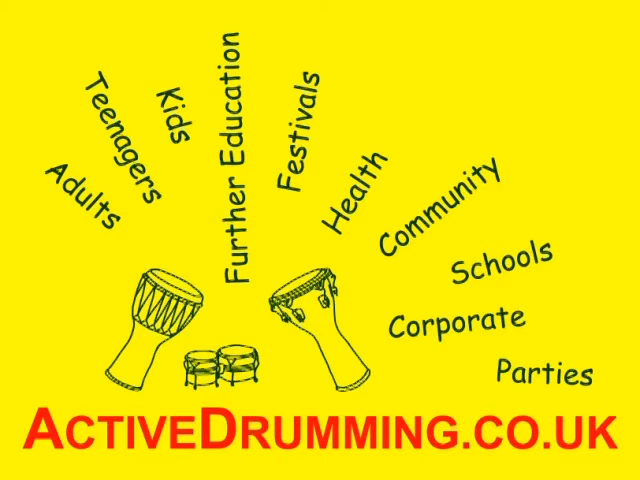 Adults
Teenagers
Kids
Further Education
Festivals
Health
Community
Schools
Corporate
Parties
ACTIVEDRUMMING.CO.UK